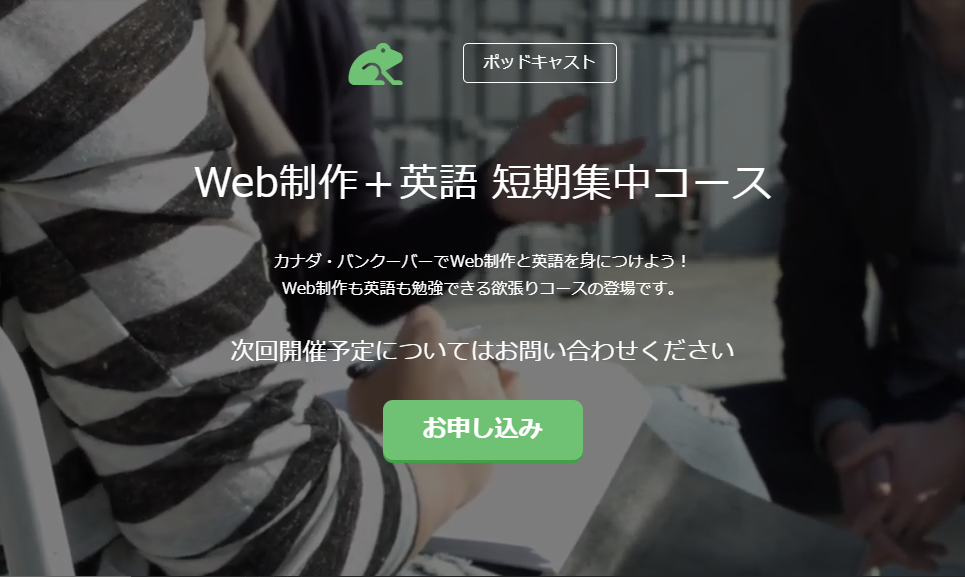 ポッドキャスト
Web制作＋英語 短期集中コース
カナダ・バンクーバーでWeb制作と英語を身につけよう！
Web制作も英語も勉強できる欲張りコースの登場です。
次回開催予定についてはお問い合わせください
お申し込み